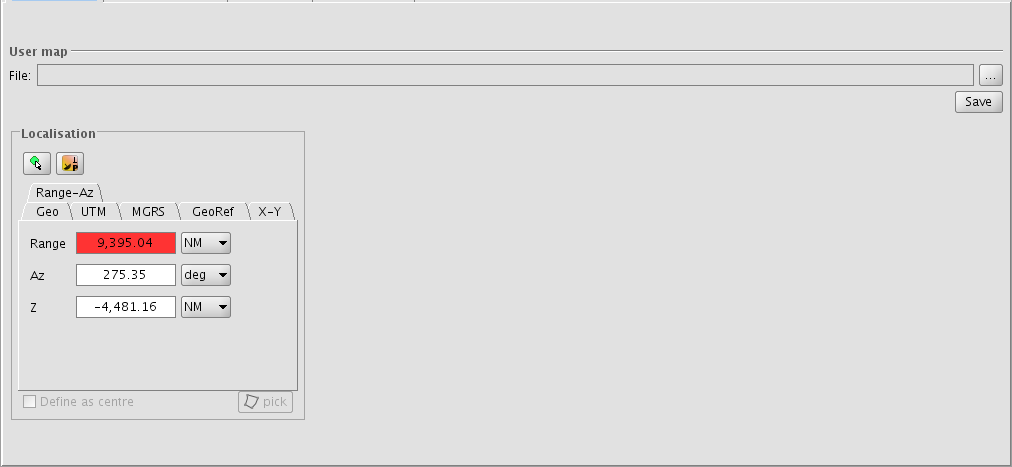 User map
File:
...
Save
Localisation
Range-Az
Geo UTM MGRS GeoRef X-Y
Range 9,395.04 NM
Az 275.35 deg
Z -4,481.16 NM
Define as centre pick